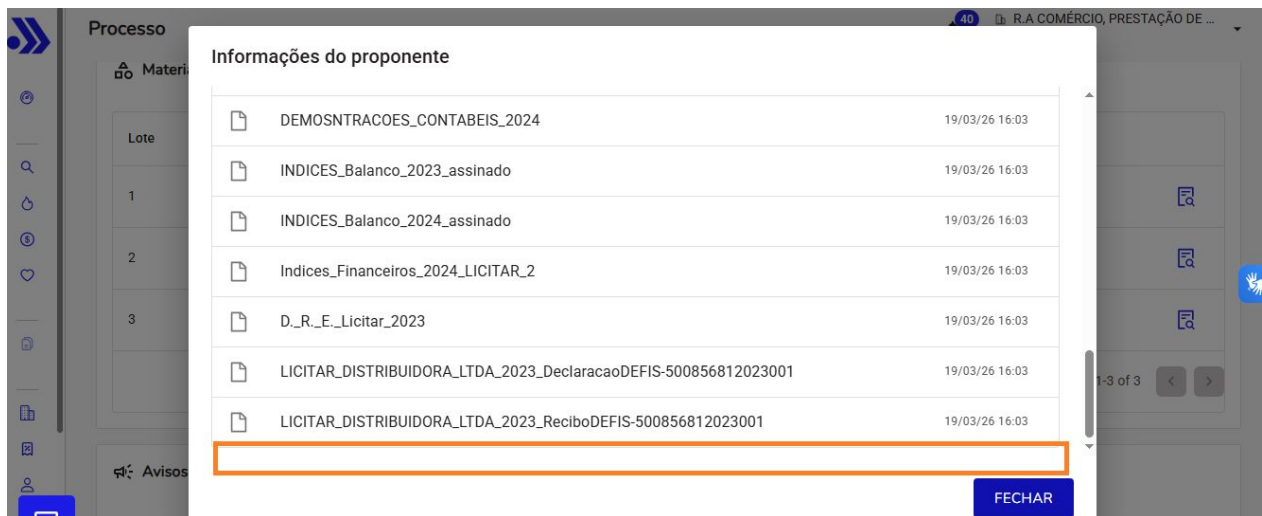 Processo
40 R.A COMÉRCIO, PRESTAÇÃO DE ...
Informações do proponente
Materi
Lote
1
2
3
DEMOSNTRACOES_CONTABEIS_2024 19/03/26 16:03
INDICES_Balanco_2023_assinado 19/03/26 16:03
INDICES_Balanco_2024_assinado 19/03/26 16:03
Indices_Financeiros_2024_LICITAR_2 19/03/26 16:03
D._R._E._Licitar_2023 19/03/26 16:03
LICITAR_DISTRIBUIDORA_LTDA_2023_DeclaracaoDEFIS-500856812023001 19/03/26 16:03
LICITAR_DISTRIBUIDORA_LTDA_2023_ReciboDEFIS-500856812023001 19/03/26 16:03
1-3 of 3
Avisos
FECHAR